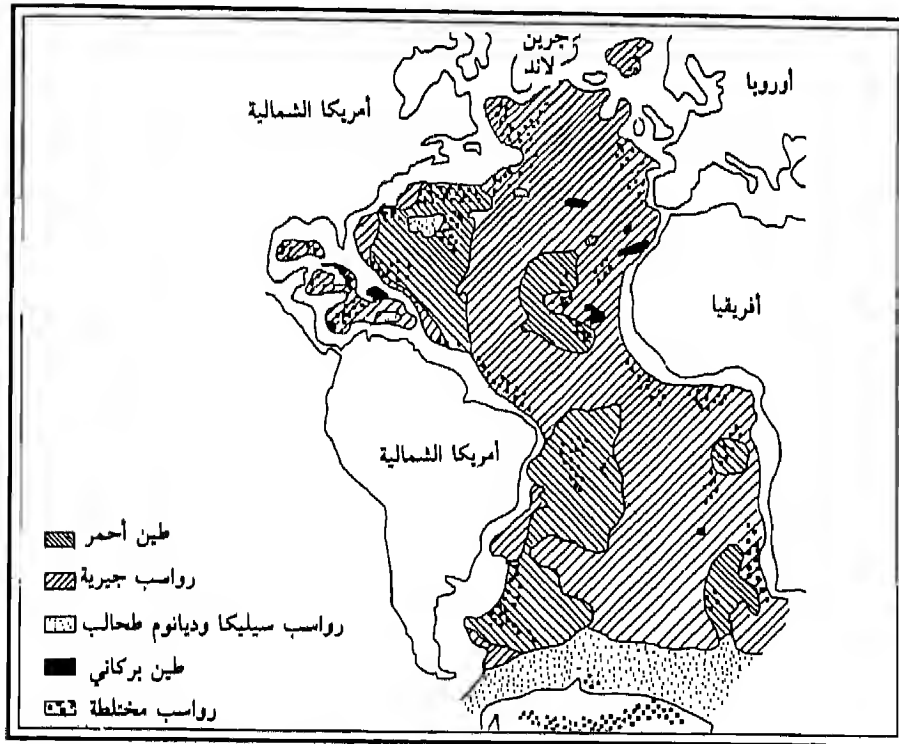 جرين
لاند
أوروبا
أمريكا الشمالية
أفريقيا
أمريكا الشمالية
طين أحمر
رواسب جيرية
رواسب سيليكا وديانوم طحالب
طين بركاني
رواسب مختلطة